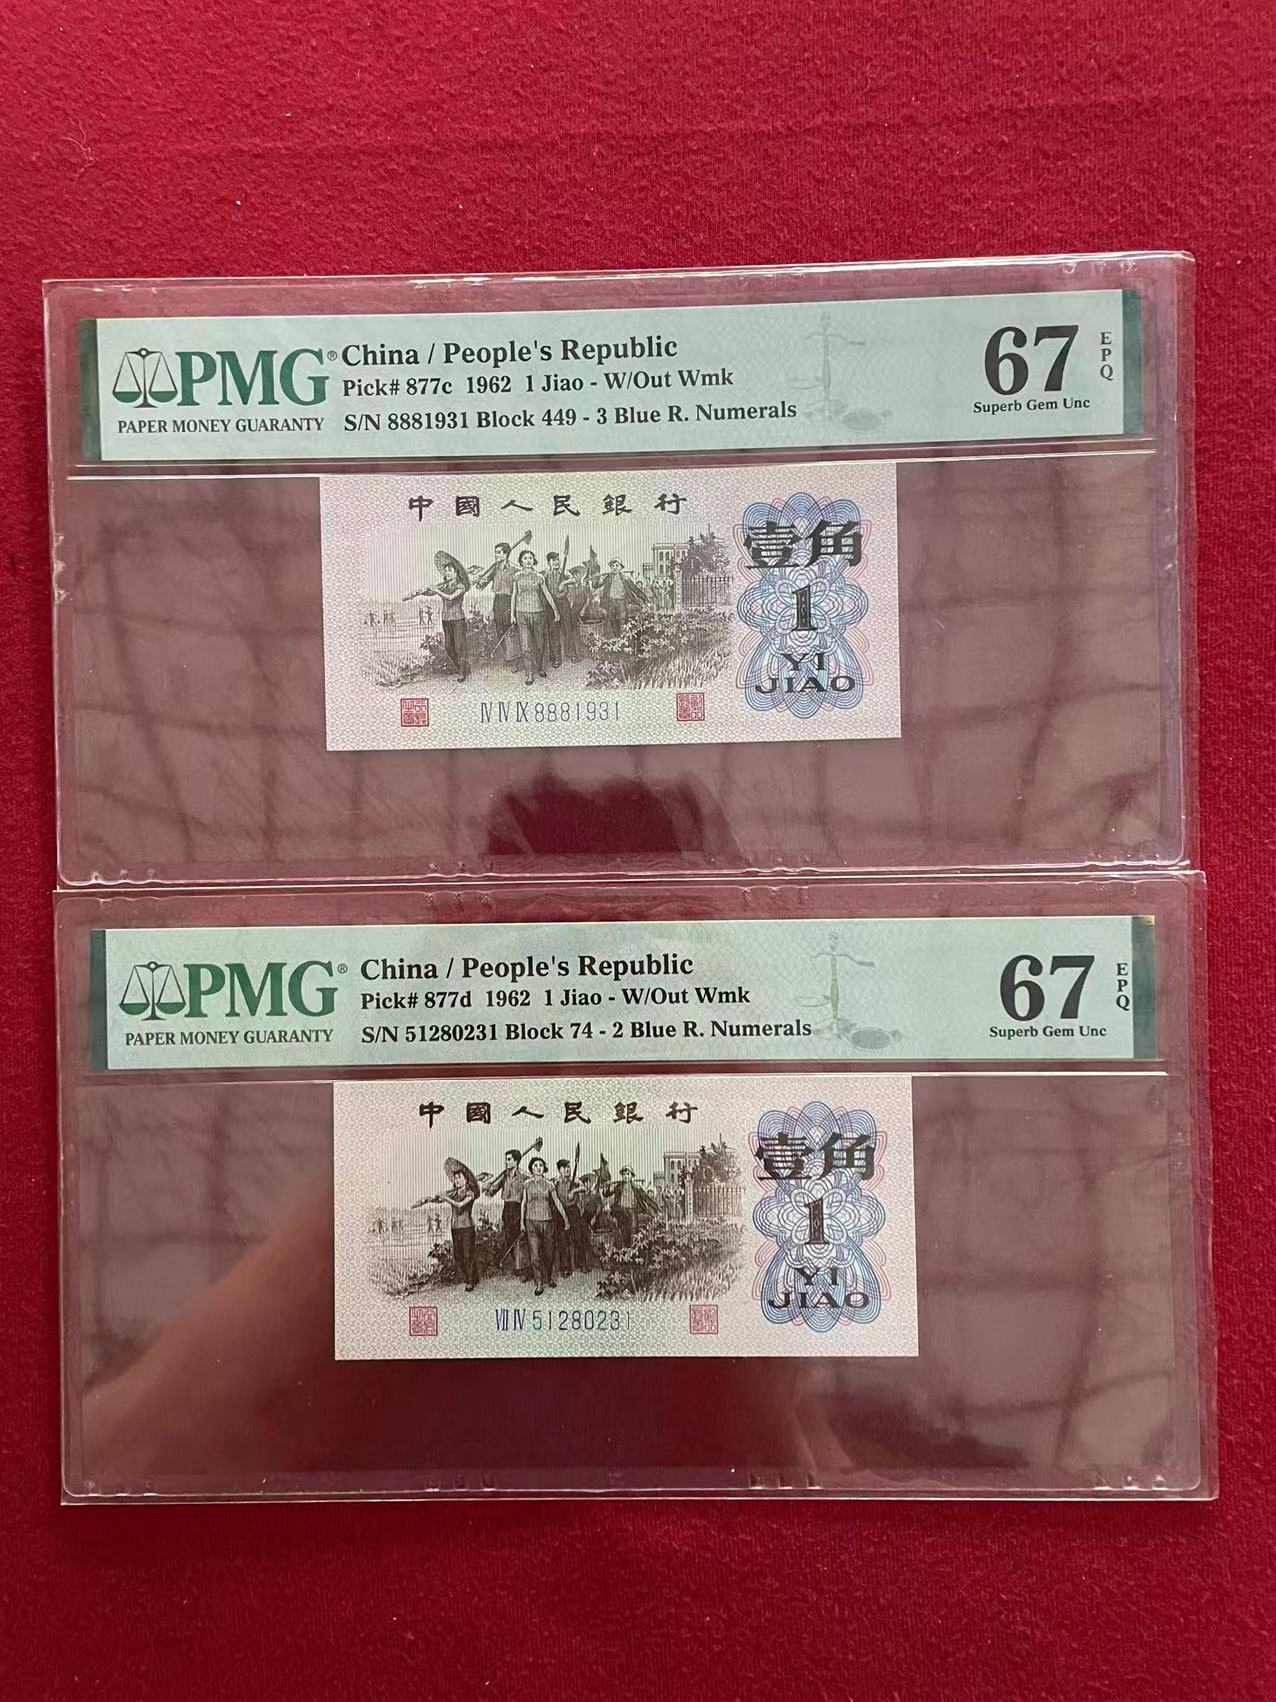 PMG®
PAPER MONEY GUARANTY
China / People's Republic
Pick# 877c 1962 1 Jiao - W/Out Wmk
S/N 8881931 Block 449 - 3 Blue R. Numerals
67
EPQ
Superb Gem Unc
中國人民銀行
壹角
1
YI
JIAO
Ⅳ Ⅳ Ⅸ 8881931
PMG®
PAPER MONEY GUARANTY
China / People's Republic
Pick# 877d 1962 1 Jiao - W/Out Wmk
S/N 51280231 Block 74 - 2 Blue R. Numerals
67
EPQ
Superb Gem Unc
中國人民銀行
壹角
1
YI
JIAO
Ⅶ Ⅳ 51280231